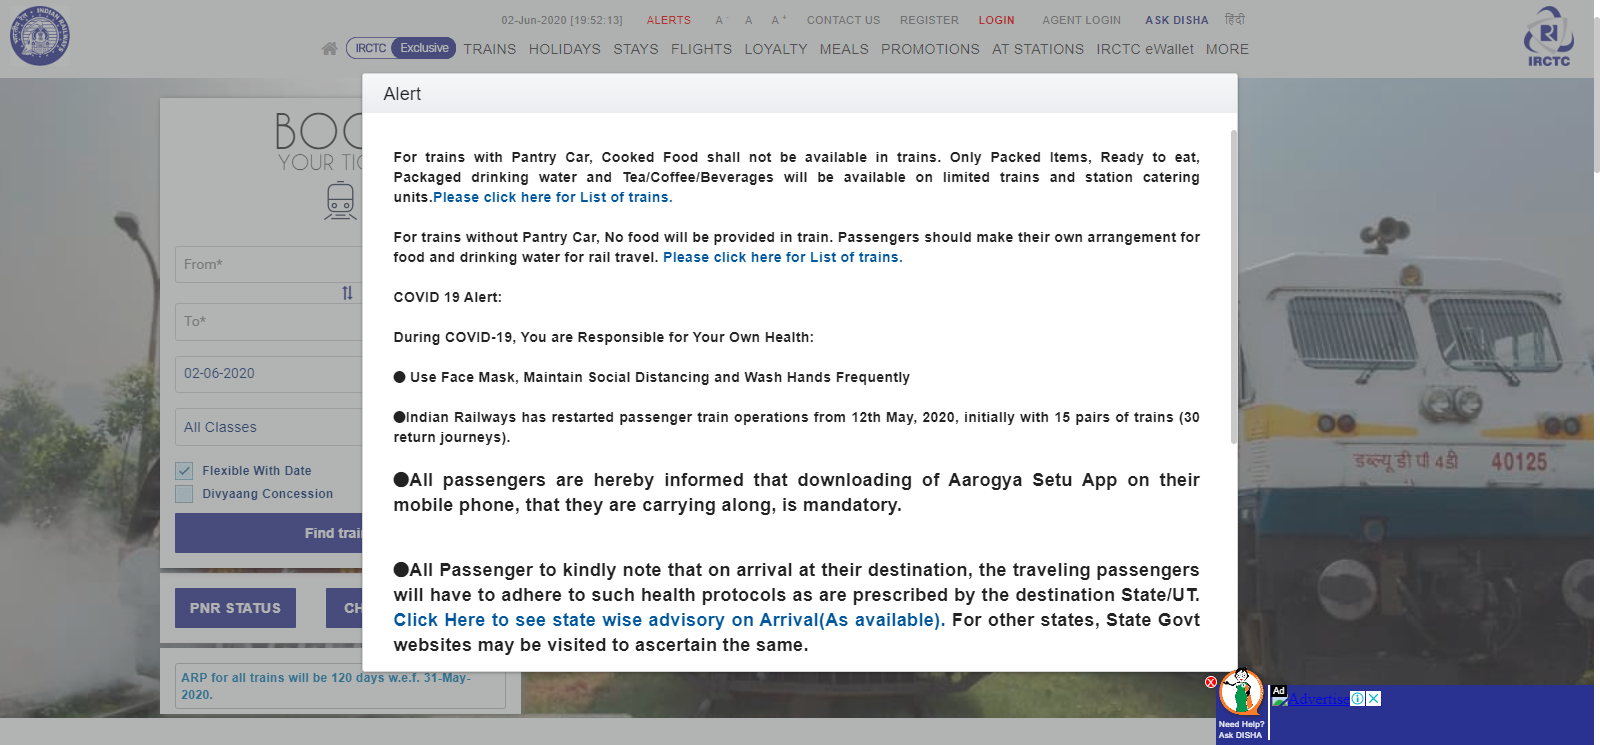 02-Jun-2020 [19:52:13] ALERTS A- A A+ CONTACT US REGISTER LOGIN AGENT LOGIN ASK DISHA हिंदी
IRCTC Exclusive TRAINS HOLIDAYS STAYS FLIGHTS LOYALTY MEALS PROMOTIONS AT STATIONS IRCTC eWallet MORE
IRCTC
Alert
For trains with Pantry Car, Cooked Food shall not be available in trains. Only Packed Items, Ready to eat,
Packaged drinking water and Tea/Coffee/Beverages will be available on limited trains and station catering
units.Please click here for List of trains.
For trains without Pantry Car, No food will be provided in train. Passengers should make their own arrangement for
food and drinking water for rail travel. Please click here for List of trains.
COVID 19 Alert:
During COVID-19, You are Responsible for Your Own Health:
● Use Face Mask, Maintain Social Distancing and Wash Hands Frequently
●Indian Railways has restarted passenger train operations from 12th May, 2020, initially with 15 pairs of trains (30
return journeys).
●All passengers are hereby informed that downloading of Aarogya Setu App on their
mobile phone, that they are carrying along, is mandatory.
●All Passenger to kindly note that on arrival at their destination, the traveling passengers
will have to adhere to such health protocols as are prescribed by the destination State/UT.
Click Here to see state wise advisory on Arrival(As available). For other states, State Govt
websites may be visited to ascertain the same.
BOO
YOUR TIC
From*
To*
02-06-2020
All Classes
Flexible With Date
Divyaang Concession
Find trai
PNR STATUS
CH
ARP for all trains will be 120 days w.e.f. 31-May-
2020.
डब्ल्यू डी पी 4डी 40125
Need Help?
Ask DISHA
Ad
Advertise